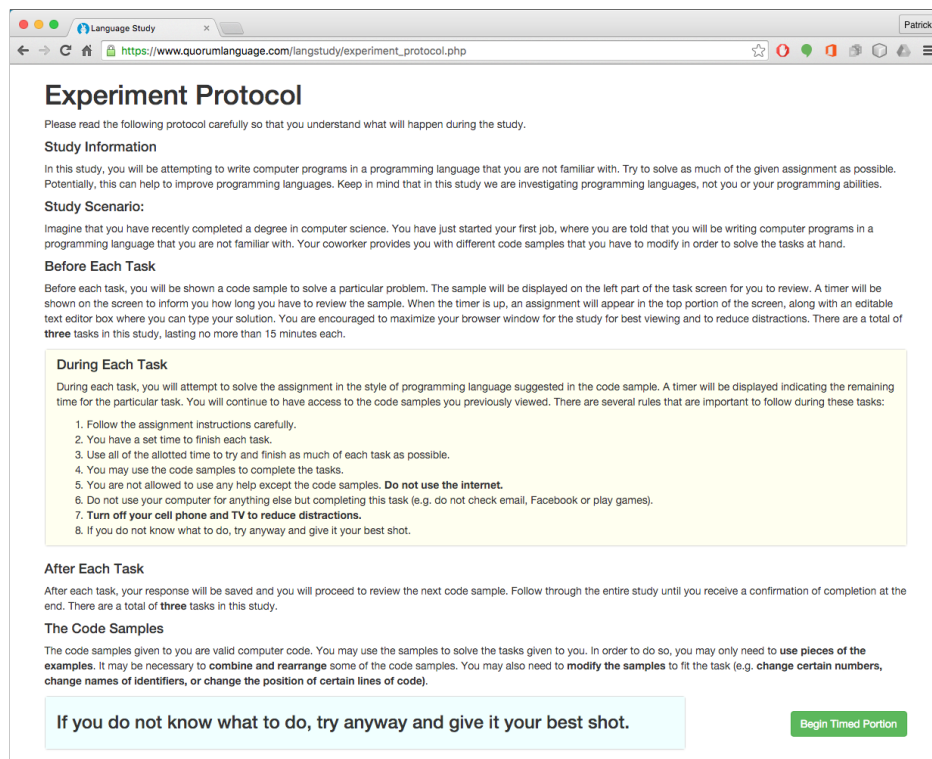 Language Study
Patrick
https://www.quorumlanguage.com/langstudy/experiment_protocol.php
Experiment Protocol
Please read the following protocol carefully so that you understand what will happen during the study.
Study Information
In this study, you will be attempting to write computer programs in a programming language that you are not familiar with. Try to solve as much of the given assignment as possible.
Potentially, this can help to improve programming languages. Keep in mind that in this study we are investigating programming languages, not you or your programming abilities.
Study Scenario:
Imagine that you have recently completed a degree in computer science. You have just started your first job, where you are told that you will be writing computer programs in a
programming language that you are not familiar with. Your coworker provides you with different code samples that you have to modify in order to solve the tasks at hand.
Before Each Task
Before each task, you will be shown a code sample to solve a particular problem. The sample will be displayed on the left part of the task screen for you to review. A timer will be
shown on the screen to inform you how long you have to review the sample. When the timer is up, an assignment will appear in the top portion of the screen, along with an editable
text editor box where you can type your solution. You are encouraged to maximize your browser window for the study for best viewing and to reduce distractions. There are a total of
three tasks in this study, lasting no more than 15 minutes each.
During Each Task
During each task, you will attempt to solve the assignment in the style of programming language suggested in the code sample. A timer will be displayed indicating the remaining
time for the particular task. You will continue to have access to the code samples you previously viewed. There are several rules that are important to follow during these tasks:
1. Follow the assignment instructions carefully.
2. You have a set time to finish each task.
3. Use all of the allotted time to try and finish as much of each task as possible.
4. You may use the code samples to complete the tasks.
5. You are not allowed to use any help except the code samples. Do not use the internet.
6. Do not use your computer for anything else but completing this task (e.g. do not check email, Facebook or play games).
7. Turn off your cell phone and TV to reduce distractions.
8. If you do not know what to do, try anyway and give it your best shot.
After Each Task
After each task, your response will be saved and you will proceed to review the next code sample. Follow through the entire study until you receive a confirmation of completion at the
end. There are a total of three tasks in this study.
The Code Samples
The code samples given to you are valid computer code. You may use the samples to solve the tasks given to you. In order to do so, you may only need to use pieces of the
examples. It may be necessary to combine and rearrange some of the code samples. You may also need to modify the samples to fit the task (e.g. change certain numbers,
change names of identifiers, or change the position of certain lines of code).
If you do not know what to do, try anyway and give it your best shot.
Begin Timed Portion